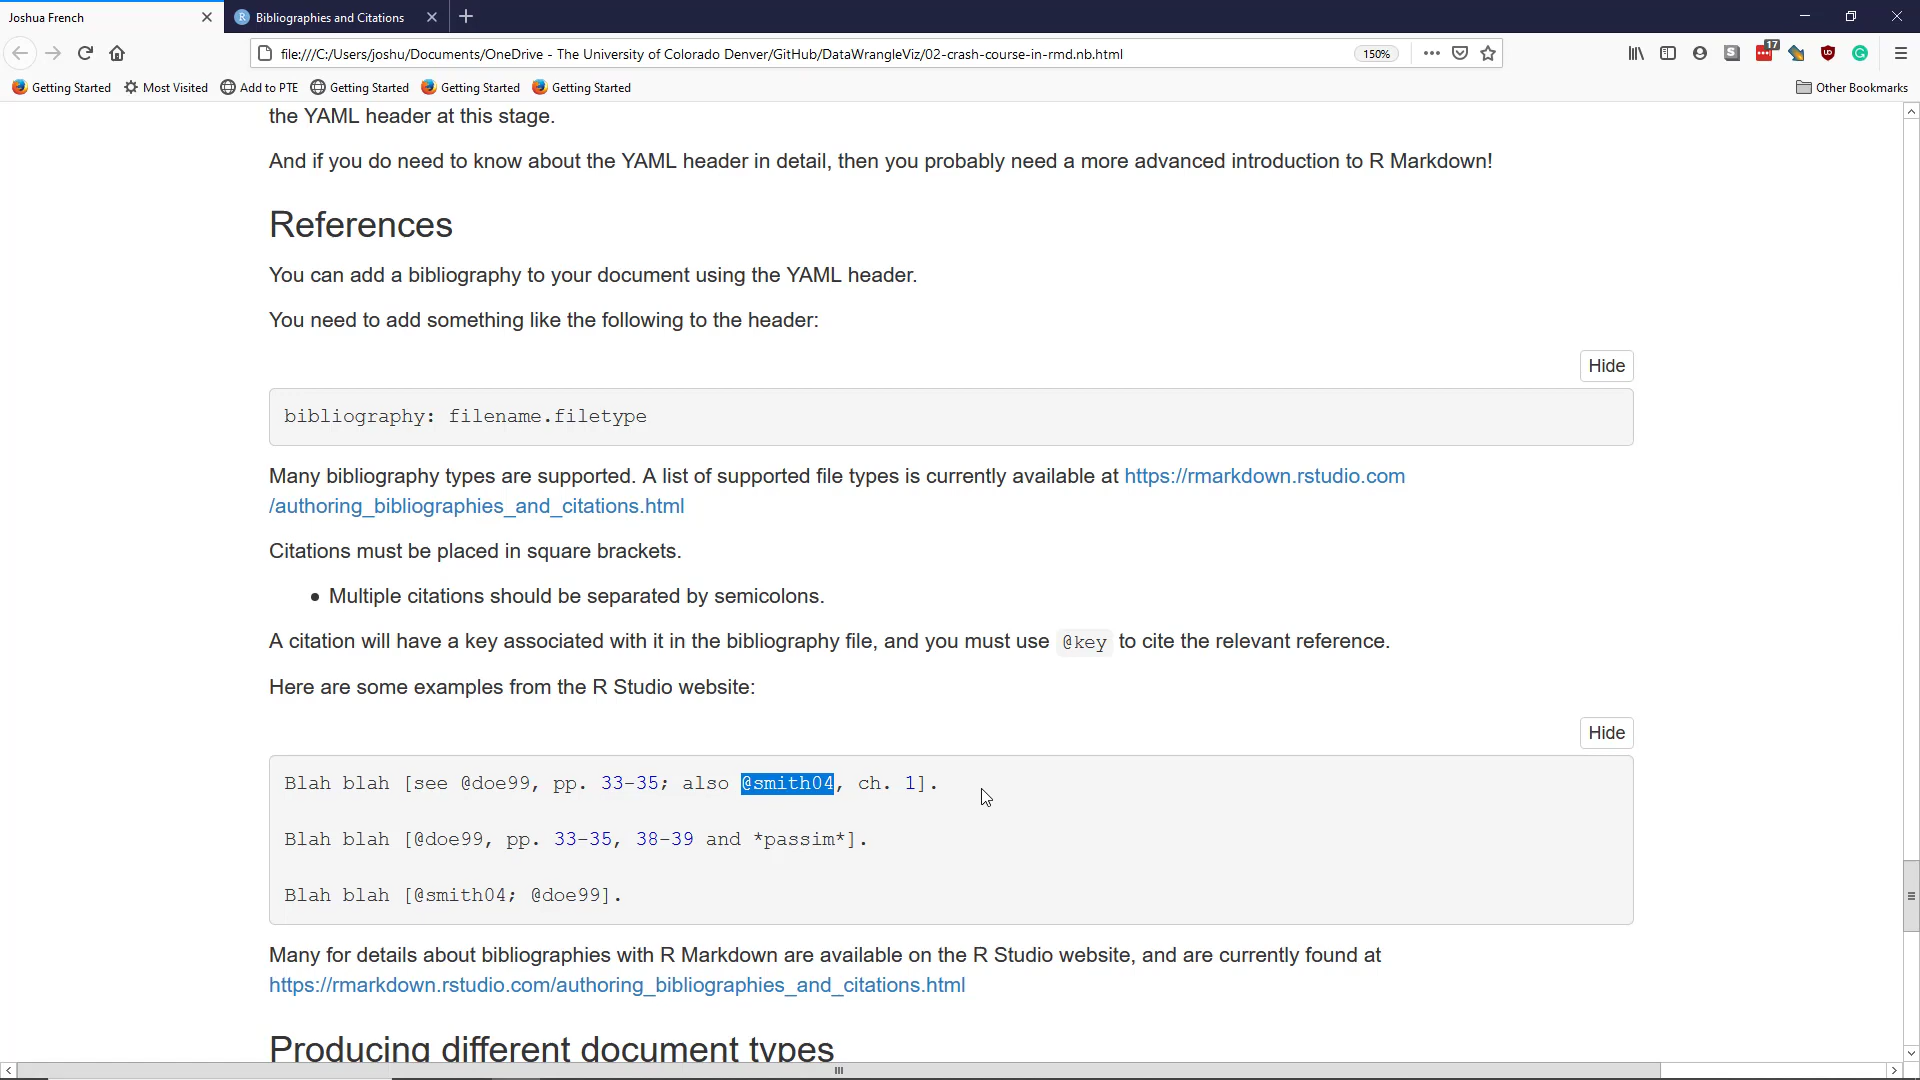 Joshua French
Bibliographies and Citations
file:///C:/Users/joshu/Documents/OneDrive - The University of Colorado Denver/GitHub/DataWrangleViz/02-crash-course-in-rmd.nb.html
150%
17
Getting Started
Most Visited
Add to PTE
Getting Started
Getting Started
Getting Started
Other Bookmarks
the YAML header at this stage.
And if you do need to know about the YAML header in detail, then you probably need a more advanced introduction to R Markdown!
References
You can add a bibliography to your document using the YAML header.
You need to add something like the following to the header:
Hide
bibliography: filename.filetype
Many bibliography types are supported. A list of supported file types is currently available at https://rmarkdown.rstudio.com
/authoring_bibliographies_and_citations.html
Citations must be placed in square brackets.
• Multiple citations should be separated by semicolons.
A citation will have a key associated with it in the bibliography file, and you must use @key to cite the relevant reference.
Here are some examples from the R Studio website:
Hide
Blah blah [see @doe99, pp. 33-35; also @smith04, ch. 1].
Blah blah [@doe99, pp. 33-35, 38-39 and *passim*].
Blah blah [@smith04; @doe99].
Many for details about bibliographies with R Markdown are available on the R Studio website, and are currently found at
https://rmarkdown.rstudio.com/authoring_bibliographies_and_citations.html
Producing different document types